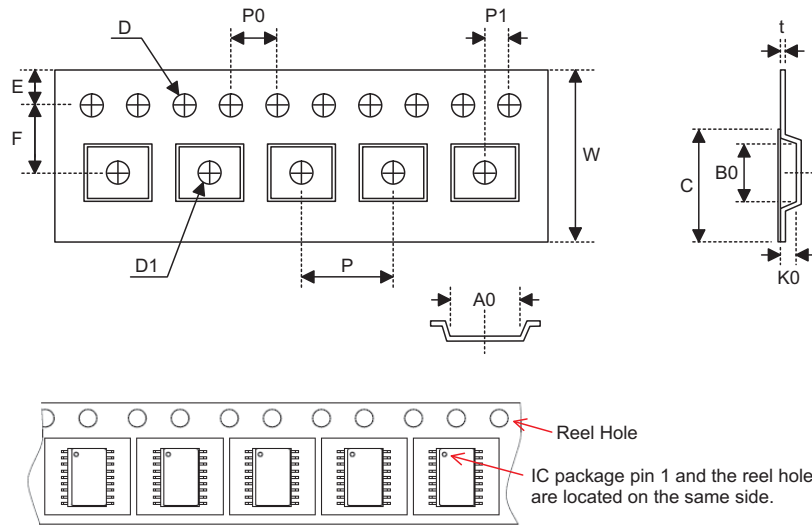 P0
P1
D
t
E
F
W
C
B0
D1
P
K0
A0
Reel Hole
IC package pin 1 and the reel hole
are located on the same side.